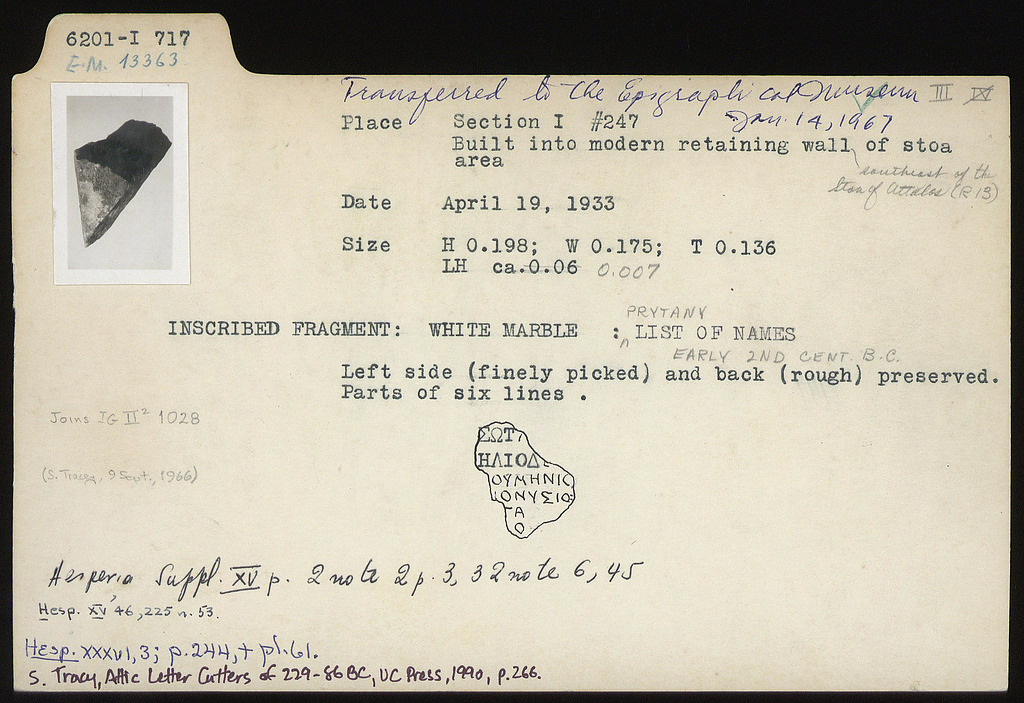 6201-I 717
E.M. 13363
Transferred to the Epigraphical Museum III IV
Jan. 14, 1967
Place Section I #247
Built into modern retaining wall of stoa
area
southeast of the
Stoa of Attalos (R 13)
Date April 19, 1933
Size H 0.198; W 0.175; T 0.136
LH ca.0.06 0.007
PRYTANY
INSCRIBED FRAGMENT: WHITE MARBLE : LIST OF NAMES
EARLY 2ND CENT. B.C.
Left side (finely picked) and back (rough) preserved.
Parts of six lines .
Joins IG II² 1028
(S. Tracy, 9 Sept., 1966)
ΣΩΤ
ΗΛΙΟΔ
ΟΥΜΗΝΙΣ
ΙΟΝΥΣΙΟ
ΓΑ
Ο
Hesperia Suppl. XV p. 2 note 2 p. 3, 32 note 6, 45
Hesp. XV, '46, 225 n. 53.
Hesp. XXXVI, 3; p. 244, + pl. 61.
S. Tracy, Attic Letter Cutters of 229-86 BC, UC Press, 1990, p. 266.